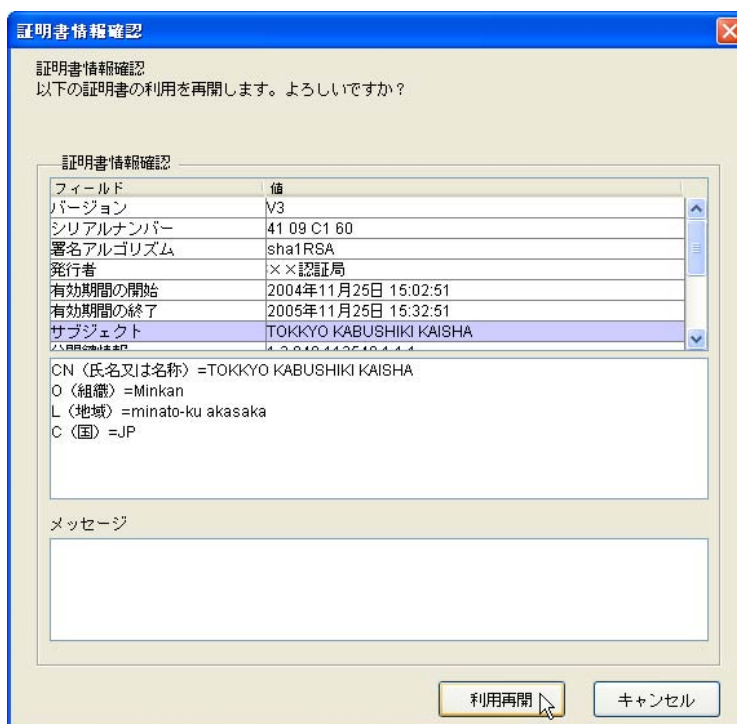 証明書情報確認
証明書情報確認
以下の証明書の利用を再開します。よろしいですか？
証明書情報確認
フィールド 値
バージョン V3
シリアルナンバー 41 09 C1 60
署名アルゴリズム sha1RSA
発行者 ××認証局
有効期間の開始 2004年11月25日 15:02:51
有効期間の終了 2005年11月25日 15:32:51
サブジェクト TOKKYO KABUSHIKI KAISHA
CN（氏名又は名称）=TOKKYO KABUSHIKI KAISHA
O（組織）=Minkan
L（地域）=minato-ku akasaka
C（国）=JP
メッセージ
利用再開 キャンセル